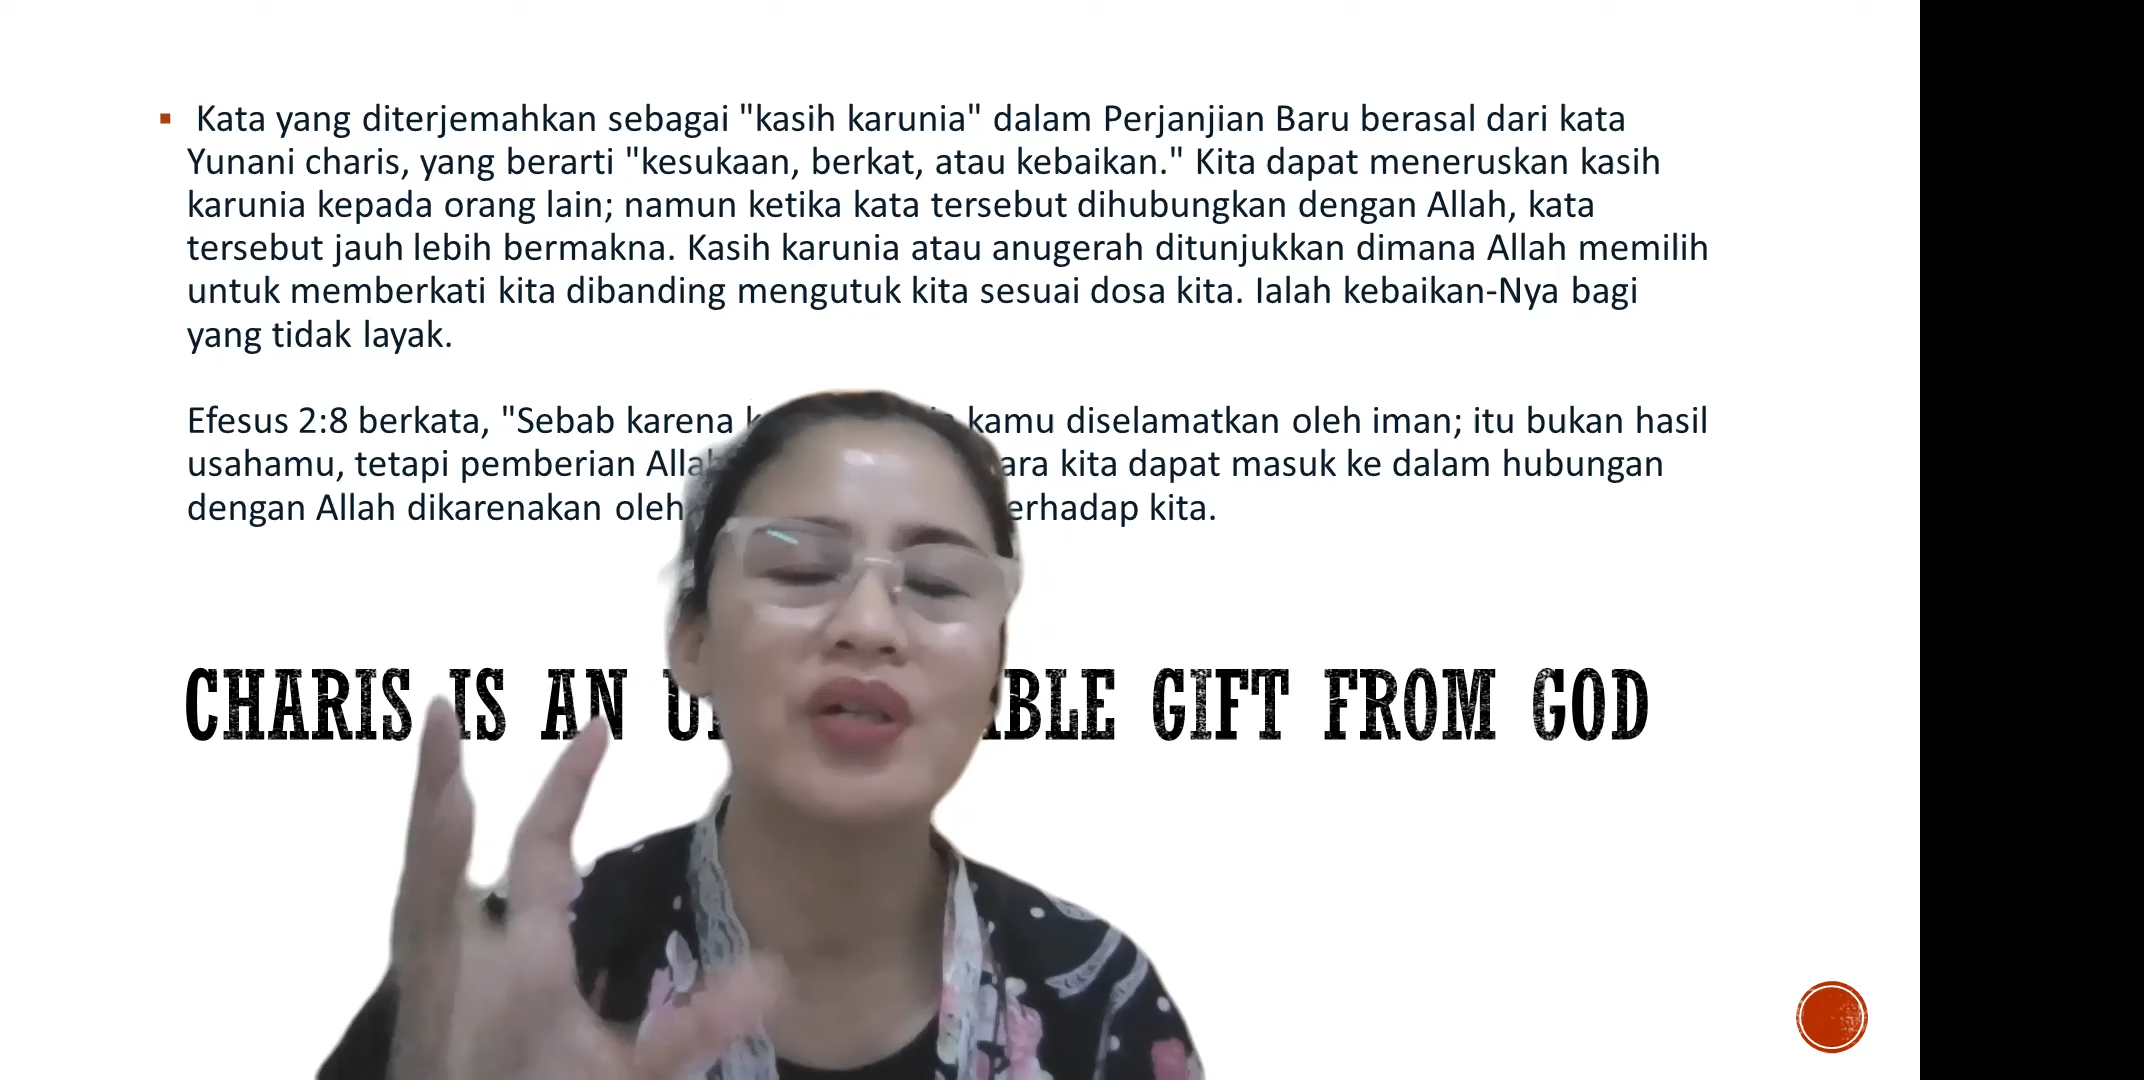 Kata yang diterjemahkan sebagai "kasih karunia" dalam Perjanjian Baru berasal dari kata
Yunani charis, yang berarti "kesukaan, berkat, atau kebaikan." Kita dapat meneruskan kasih
karunia kepada orang lain; namun ketika kata tersebut dihubungkan dengan Allah, kata
tersebut jauh lebih bermakna. Kasih karunia atau anugerah ditunjukkan dimana Allah memilih
untuk memberkati kita dibanding mengutuk kita sesuai dosa kita. Ialah kebaikan-Nya bagi
yang tidak layak.
Efesus 2:8 berkata, "Sebab karena kamu diselamatkan oleh iman; itu bukan hasil
usahamu, tetapi pemberian kita dapat masuk ke dalam hubungan
dengan Allah dikarenakan oleh kita.
CHARIS IS AN GIFT FROM GOD